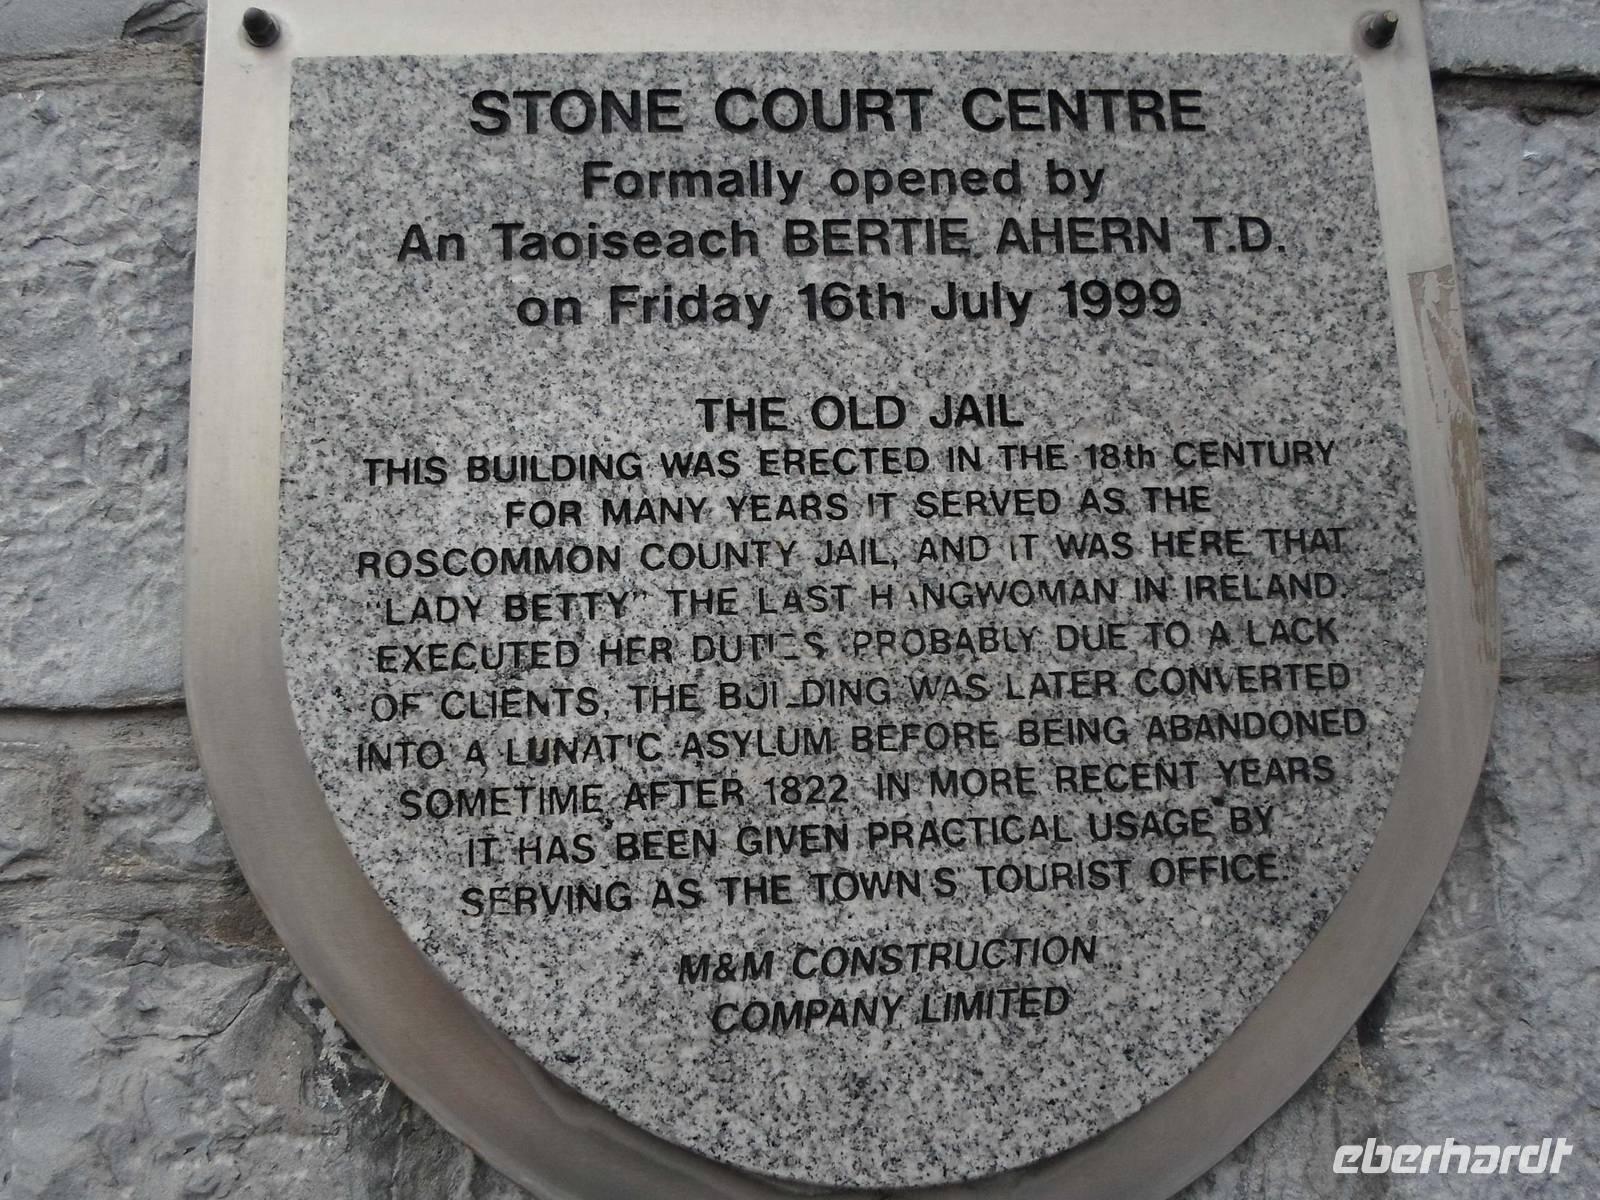 STONE COURT CENTRE
Formally opened by
An Taoiseach BERTIE AHERN T.D.
on Friday 16th July 1999
THE OLD JAIL
THIS BUILDING WAS ERECTED IN THE 18th CENTURY
FOR MANY YEARS IT SERVED AS THE
ROSCOMMON COUNTY JAIL, AND IT WAS HERE THAT
"LADY BETTY" THE LAST HANGWOMAN IN IRELAND.
EXECUTED HER DUTIES. PROBABLY DUE TO A LACK
OF CLIENTS, THE BUILDING WAS LATER CONVERTED
INTO A LUNATIC ASYLUM BEFORE BEING ABANDONED
SOMETIME AFTER 1822. IN MORE RECENT YEARS
IT HAS BEEN GIVEN PRACTICAL USAGE BY
SERVING AS THE TOWN'S TOURIST OFFICE.
M&M CONSTRUCTION
COMPANY LIMITED
eberhardt